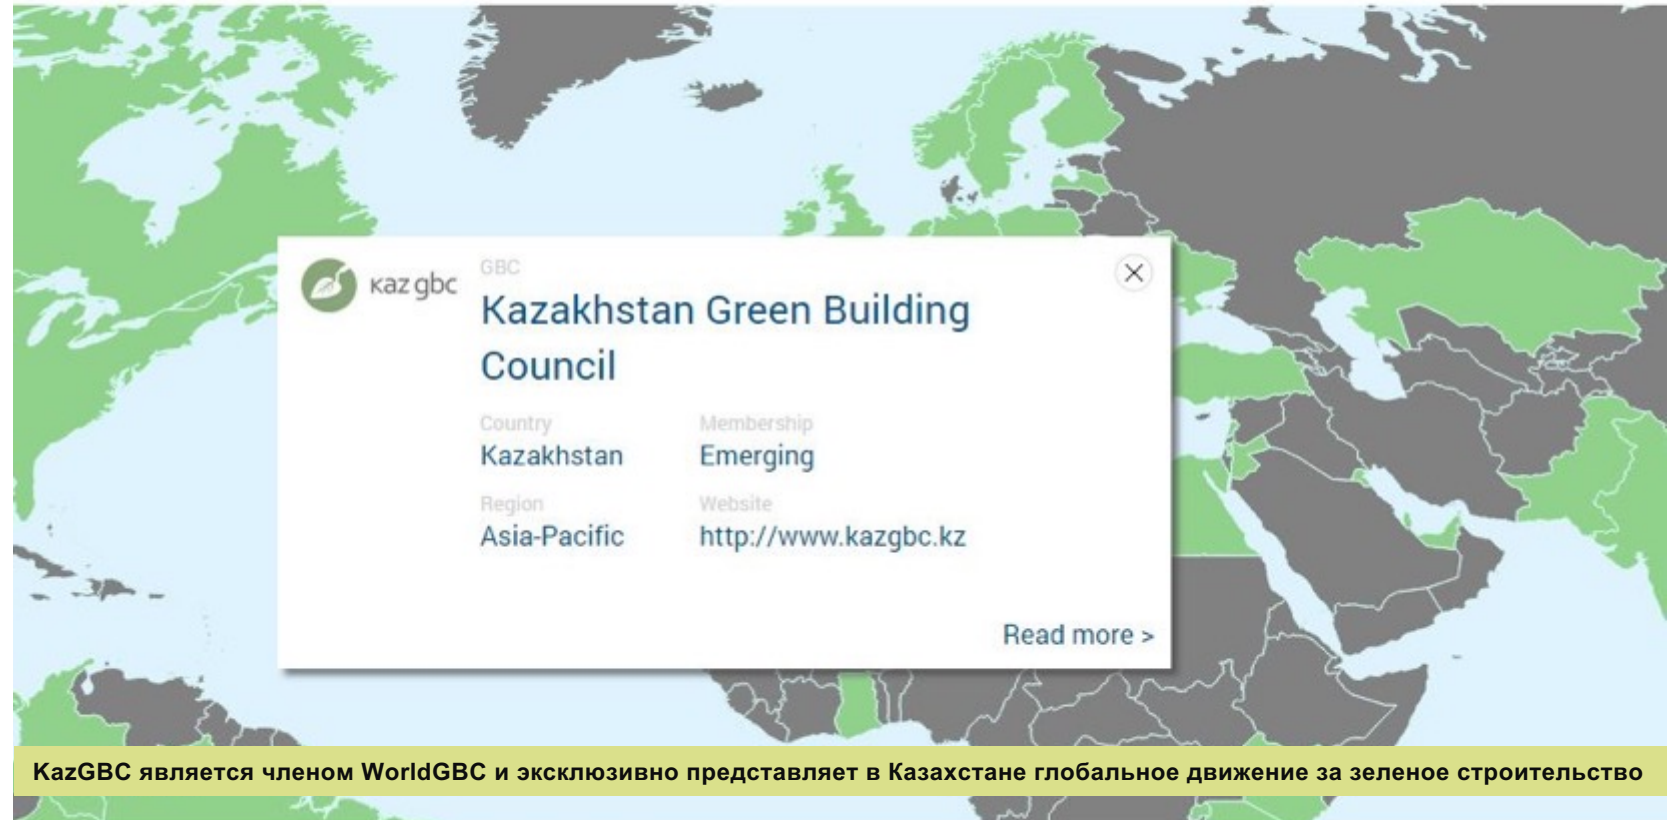 kaz gbc
GBC
Kazakhstan Green Building
Council
Country
Membership
Kazakhstan
Emerging
Region
Website
Asia-Pacific
http://www.kazgbc.kz
Read more >
KazGBC является членом WorldGBC и эксклюзивно представляет в Казахстане глобальное движение за зеленое строительство